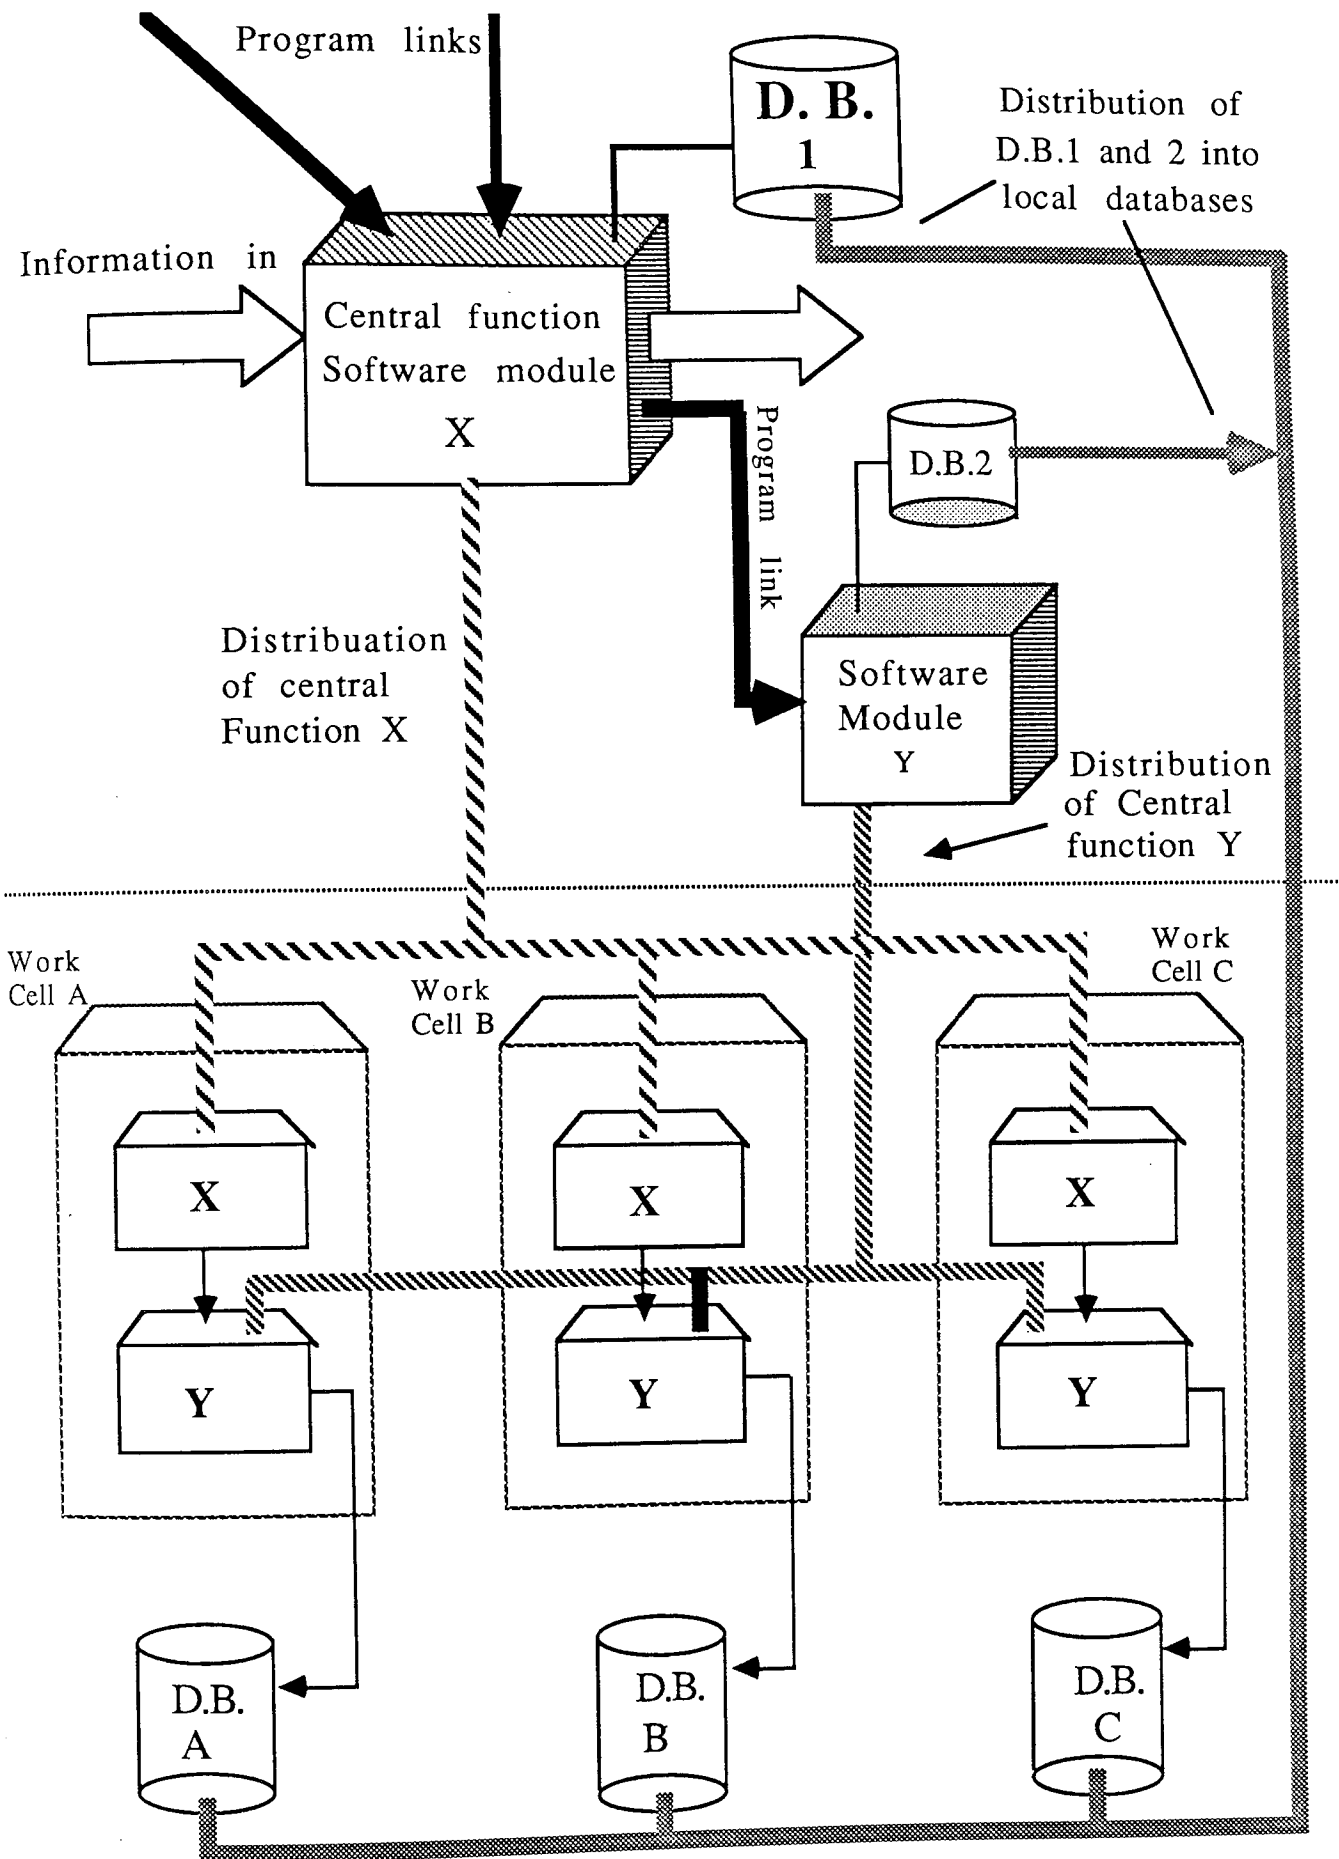 Program links
D. B.
1
Distribution of
D.B.1 and 2 into
local databases
Information in
Central function
Software module
X
Program link
D.B.2
Distribuation
of central
Function X
Software
Module
Y
Distribution
of Central
function Y
Work
Cell A
Work
Cell B
Work
Cell C
X
X
X
Y
Y
Y
D.B.
A
D.B.
B
D.B.
C